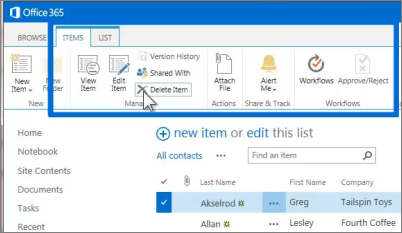 Office 365
BROWSE ITEMS LIST
New Item
New Folder
New
View Item
Edit Item
Version History
Shared With
Delete Item
Mana
Attach File
Actions
Alert Me
Share & Track
Workflows
Approve/Reject
Workflows
Home
Notebook
Site Contents
Documents
Tasks
Recent
new item or edit this list
All contacts ... Find an item
Last Name First Name Company
Akselrod ... Greg Tailspin Toys
Allan ... Lesley Fourth Coffee